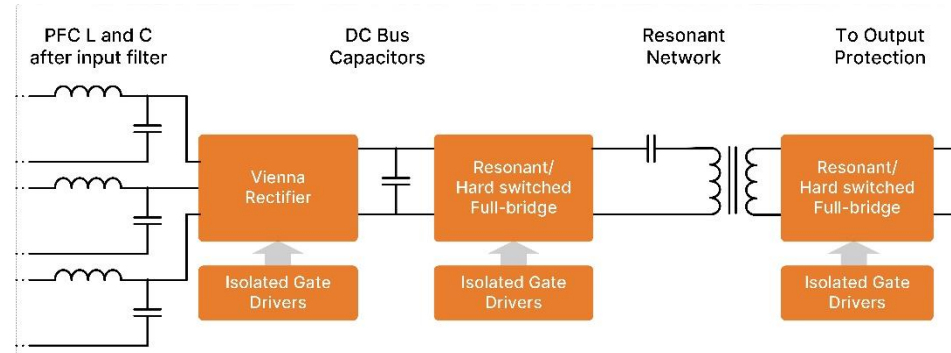 PFC L and C
after input filter
DC Bus
Capacitors
Resonant
Network
To Output
Protection
Vienna
Rectifier
Resonant/
Hard switched
Full-bridge
Resonant/
Hard switched
Full-bridge
Isolated Gate
Drivers
Isolated Gate
Drivers
Isolated Gate
Drivers